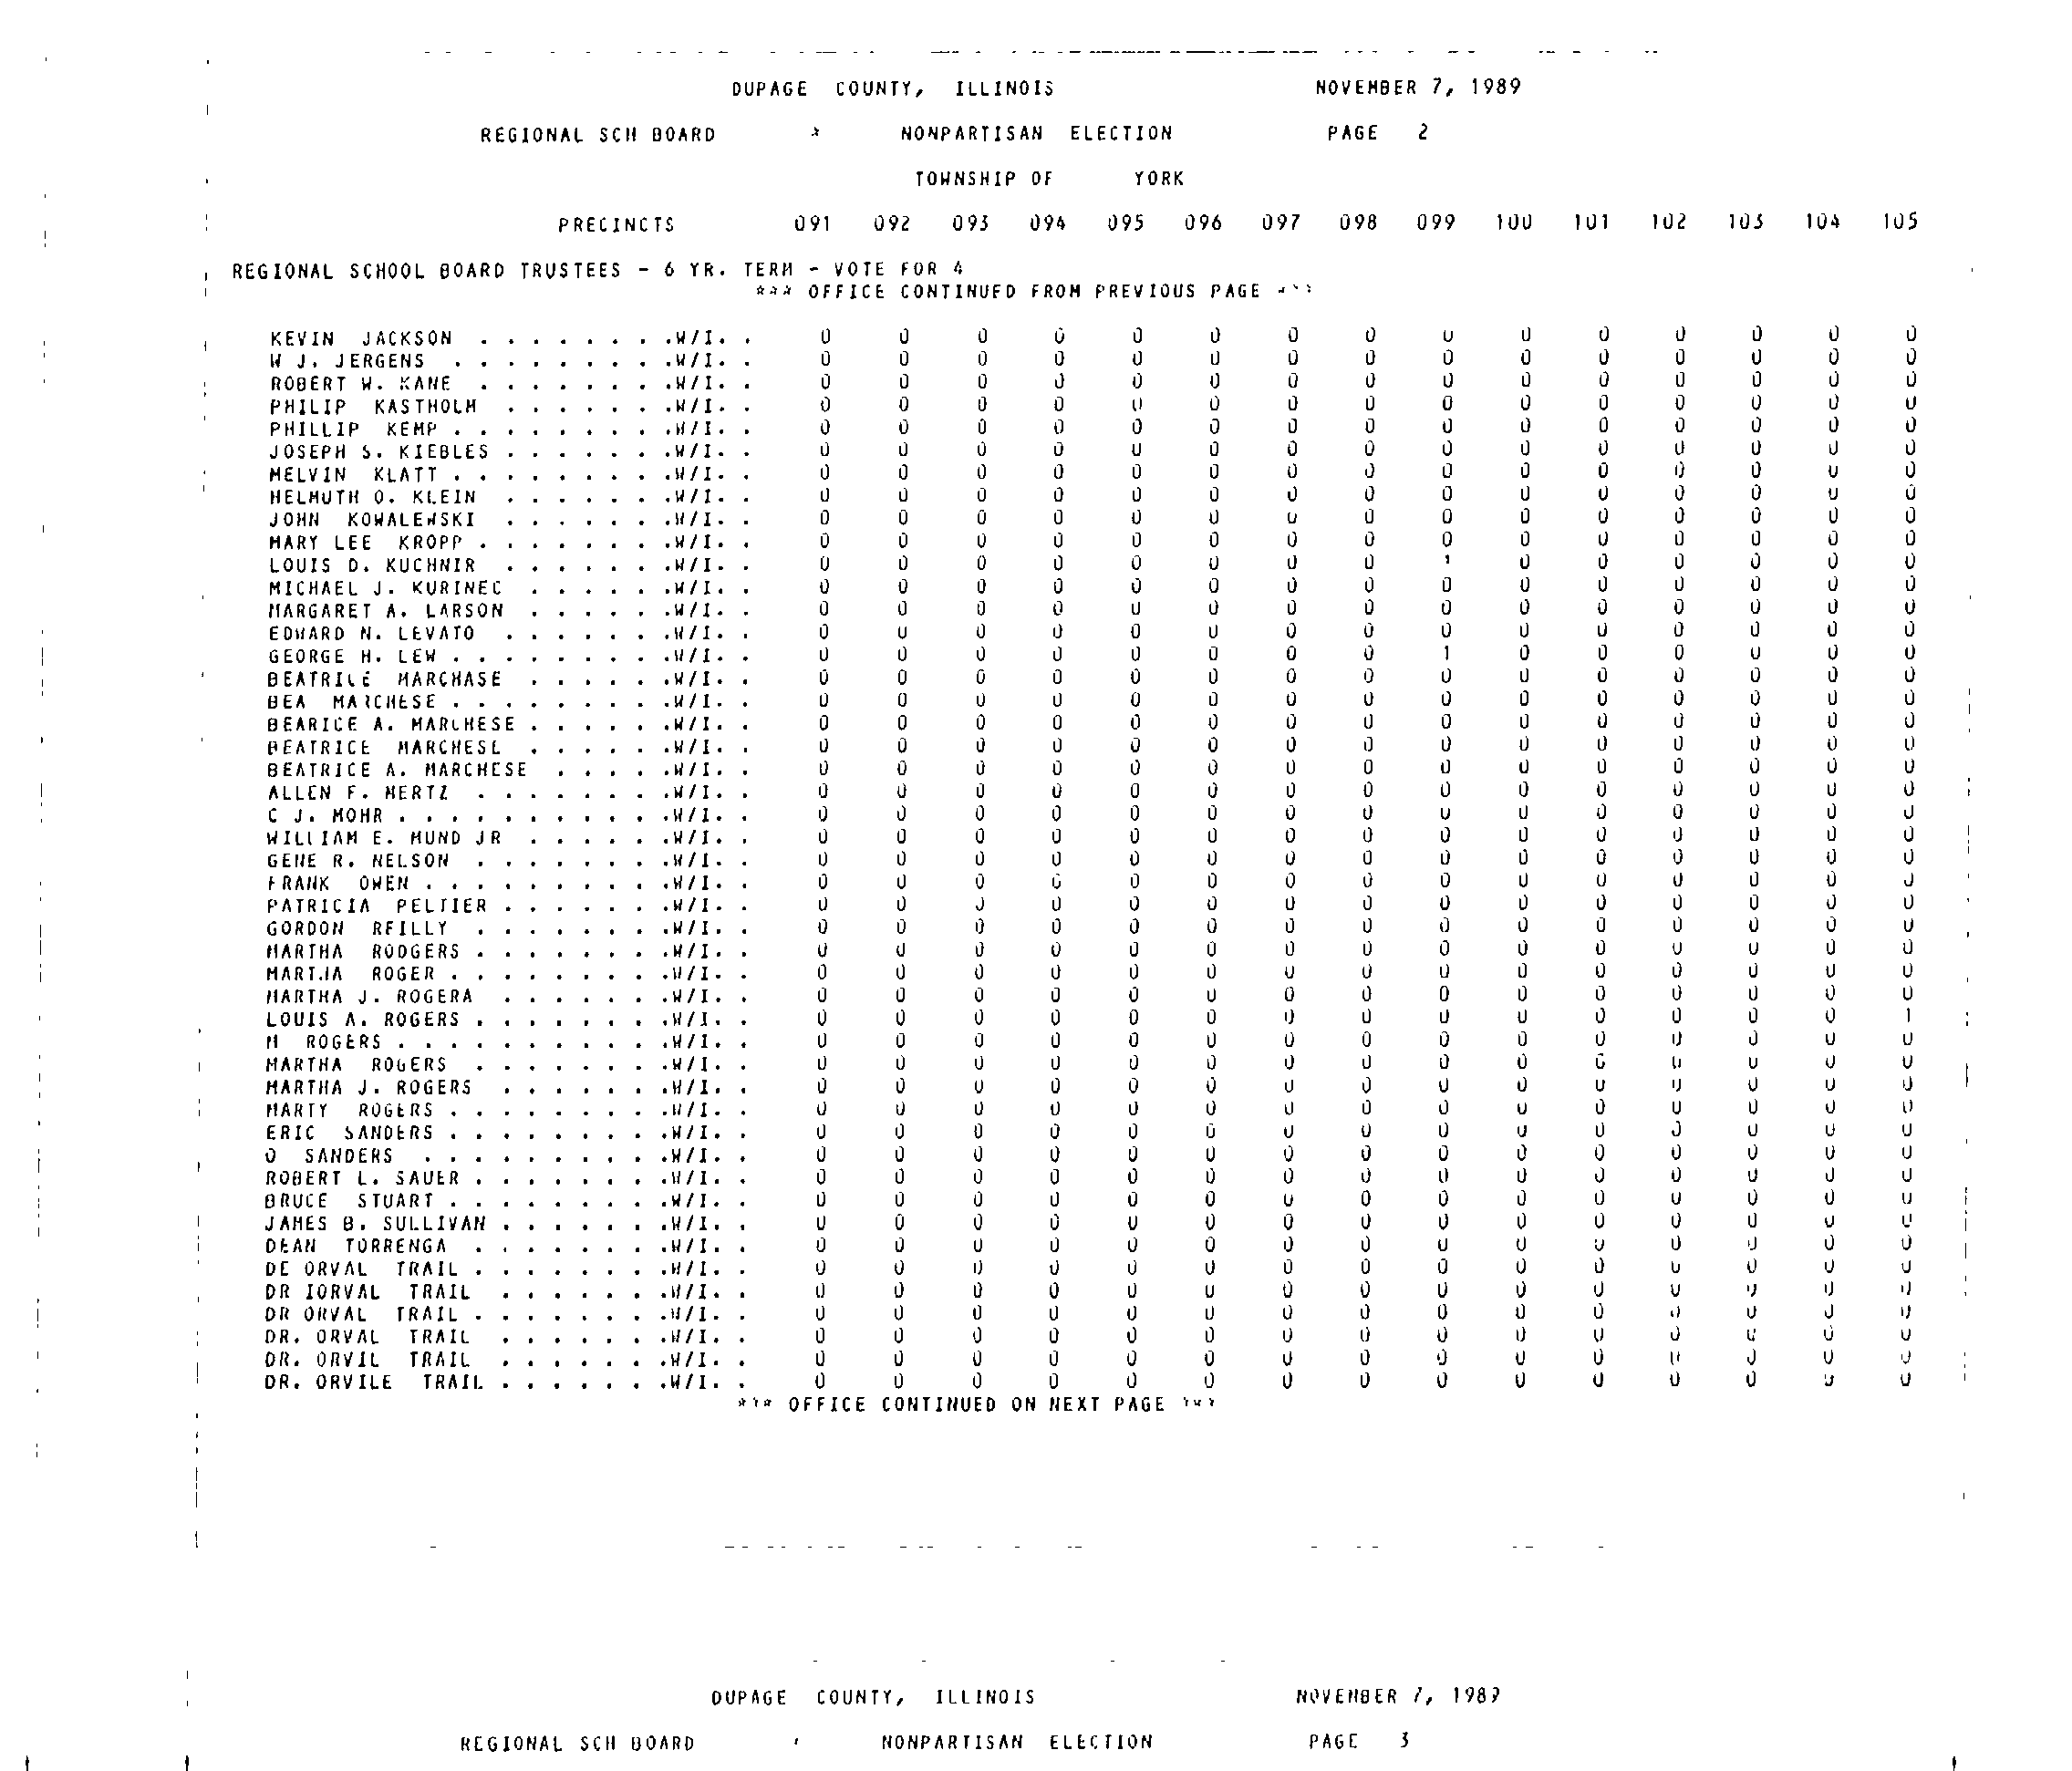 DUPAGE COUNTY, ILLINOIS NOVEMBER 7, 1989
REGIONAL SCH BOARD * NONPARTISAN ELECTION PAGE 2
TOWNSHIP OF YORK
PRECINCTS 091 092 093 094 095 096 097 098 099 100 101 102 103 104 105
REGIONAL SCHOOL BOARD TRUSTEES - 6 YR. TERM - VOTE FOR 4
*** OFFICE CONTINUED FROM PREVIOUS PAGE ***
KEVIN JACKSON . . . . . . . .W/I. . 0 0 0 0 0 0 0 0 0 0 0 0 0 0 0
W J. JERGENS . . . . . . . . .W/I. . 0 0 0 0 0 0 0 0 0 0 0 0 0 0 0
ROBERT W. KANE . . . . . . . .W/I. . 0 0 0 0 0 0 0 0 0 0 0 0 0 0 0
PHILIP KASTHOLM . . . . . . .W/I. . 0 0 0 0 0 0 0 0 0 0 0 0 0 0 0
PHILLIP KEMP . . . . . . . . .W/I. . 0 0 0 0 0 0 0 0 0 0 0 0 0 0 0
JOSEPH S. KIEBLES . . . . . . .W/I. . 0 0 0 0 0 0 0 0 0 0 0 0 0 0 0
MELVIN KLATT . . . . . . . . .W/I. . 0 0 0 0 0 0 0 0 0 0 0 0 0 0 0
HELMUTH O. KLEIN . . . . . . .W/I. . 0 0 0 0 0 0 0 0 0 0 0 0 0 0 0
JOHN KOWALEWSKI . . . . . . .W/I. . 0 0 0 0 0 0 0 0 0 0 0 0 0 0 0
MARY LEE KROPP . . . . . . . .W/I. . 0 0 0 0 0 0 0 0 0 0 0 0 0 0 0
LOUIS D. KUCHNIR . . . . . . .W/I. . 0 0 0 0 0 0 0 0 1 0 0 0 0 0 0
MICHAEL J. KURINEC . . . . . .W/I. . 0 0 0 0 0 0 0 0 0 0 0 0 0 0 0
MARGARET A. LARSON . . . . . .W/I. . 0 0 0 0 0 0 0 0 0 0 0 0 0 0 0
EDWARD N. LEVATO . . . . . . .W/I. . 0 0 0 0 0 0 0 0 0 0 0 0 0 0 0
GEORGE H. LEW . . . . . . . . .W/I. . 0 0 0 0 0 0 0 0 1 0 0 0 0 0 0
BEATRICE MARCHASE . . . . . .W/I. . 0 0 0 0 0 0 0 0 0 0 0 0 0 0 0
BEA MARCHESE . . . . . . . . .W/I. . 0 0 0 0 0 0 0 0 0 0 0 0 0 0 0
BEARICE A. MARCHESE . . . . . .W/I. . 0 0 0 0 0 0 0 0 0 0 0 0 0 0 0
BEATRICE MARCHESE . . . . . .W/I. . 0 0 0 0 0 0 0 0 0 0 0 0 0 0 0
BEATRICE A. MARCHESE . . . . .W/I. . 0 0 0 0 0 0 0 0 0 0 0 0 0 0 0
ALLEN F. MERTZ . . . . . . . .W/I. . 0 0 0 0 0 0 0 0 0 0 0 0 0 0 0
C J. MOHR . . . . . . . . . . .W/I. . 0 0 0 0 0 0 0 0 0 0 0 0 0 0 0
WILLIAM E. MUND JR . . . . . .W/I. . 0 0 0 0 0 0 0 0 0 0 0 0 0 0 0
GENE R. NELSON . . . . . . . .W/I. . 0 0 0 0 0 0 0 0 0 0 0 0 0 0 0
FRANK OWEN . . . . . . . . . .W/I. . 0 0 0 0 0 0 0 0 0 0 0 0 0 0 0
PATRICIA PELTIER . . . . . . .W/I. . 0 0 0 0 0 0 0 0 0 0 0 0 0 0 0
GORDON REILLY . . . . . . . .W/I. . 0 0 0 0 0 0 0 0 0 0 0 0 0 0 0
MARTHA RODGERS . . . . . . . .W/I. . 0 0 0 0 0 0 0 0 0 0 0 0 0 0 0
MARTHA ROGER . . . . . . . . .W/I. . 0 0 0 0 0 0 0 0 0 0 0 0 0 0 0
MARTHA J. ROGERA . . . . . . .W/I. . 0 0 0 0 0 0 0 0 0 0 0 0 0 0 0
LOUIS A. ROGERS . . . . . . . .W/I. . 0 0 0 0 0 0 0 0 0 0 0 0 0 0 1
M ROGERS . . . . . . . . . . .W/I. . 0 0 0 0 0 0 0 0 0 0 0 0 0 0 0
MARTHA ROGERS . . . . . . . .W/I. . 0 0 0 0 0 0 0 0 0 0 0 0 0 0 0
MARTHA J. ROGERS . . . . . . .W/I. . 0 0 0 0 0 0 0 0 0 0 0 0 0 0 0
MARTY ROGERS . . . . . . . . .W/I. . 0 0 0 0 0 0 0 0 0 0 0 0 0 0 0
ERIC SANDERS . . . . . . . . .W/I. . 0 0 0 0 0 0 0 0 0 0 0 0 0 0 0
O SANDERS . . . . . . . . . .W/I. . 0 0 0 0 0 0 0 0 0 0 0 0 0 0 0
ROBERT L. SAUER . . . . . . . .W/I. . 0 0 0 0 0 0 0 0 0 0 0 0 0 0 0
BRUCE STUART . . . . . . . . .W/I. . 0 0 0 0 0 0 0 0 0 0 0 0 0 0 0
JAMES B. SULLIVAN . . . . . . .W/I. . 0 0 0 0 0 0 0 0 0 0 0 0 0 0 0
DEAN TORRENGA . . . . . . . .W/I. . 0 0 0 0 0 0 0 0 0 0 0 0 0 0 0
DE ORVAL TRAIL . . . . . . . .W/I. . 0 0 0 0 0 0 0 0 0 0 0 0 0 0 0
DR IORVAL TRAIL . . . . . . .W/I. . 0 0 0 0 0 0 0 0 0 0 0 0 0 0 0
DR ORVAL TRAIL . . . . . . . .W/I. . 0 0 0 0 0 0 0 0 0 0 0 0 0 0 0
DR. ORVAL TRAIL . . . . . . .W/I. . 0 0 0 0 0 0 0 0 0 0 0 0 0 0 0
DR. ORVIL TRAIL . . . . . . .W/I. . 0 0 0 0 0 0 0 0 0 0 0 0 0 0 0
DR. ORVILE TRAIL . . . . . . .W/I. . 0 0 0 0 0 0 0 0 0 0 0 0 0 0 0
*** OFFICE CONTINUED ON NEXT PAGE ***
DUPAGE COUNTY, ILLINOIS NOVEMBER 7, 1989
REGIONAL SCH BOARD * NONPARTISAN ELECTION PAGE 3